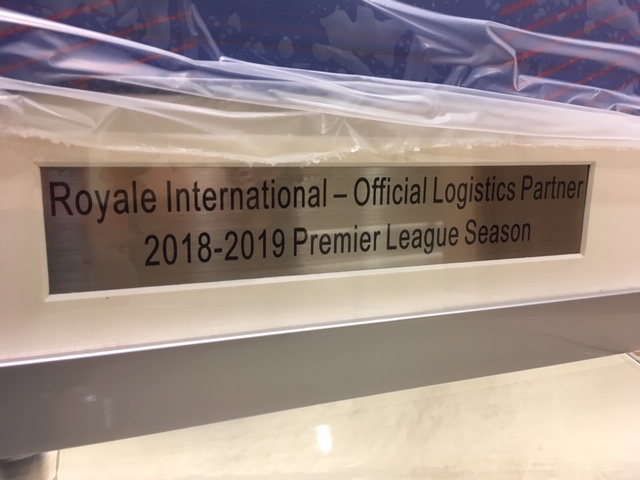 Royale International – Official Logistics Partner
2018-2019 Premier League Season